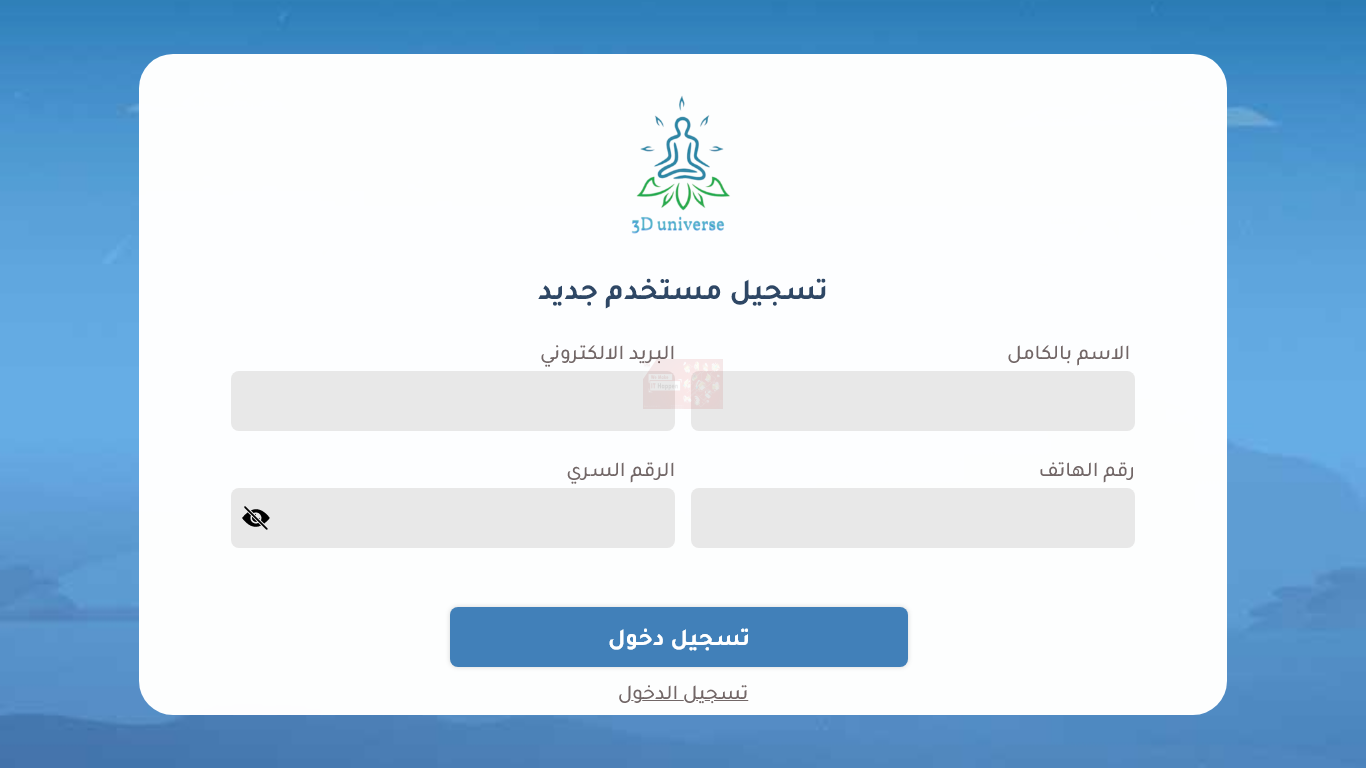 3D universe
تسجيل مستخدم جديد
الاسم بالكامل
البريد الالكتروني
رقم الهاتف
الرقم السري
تسجيل دخول
تسجيل الدخول